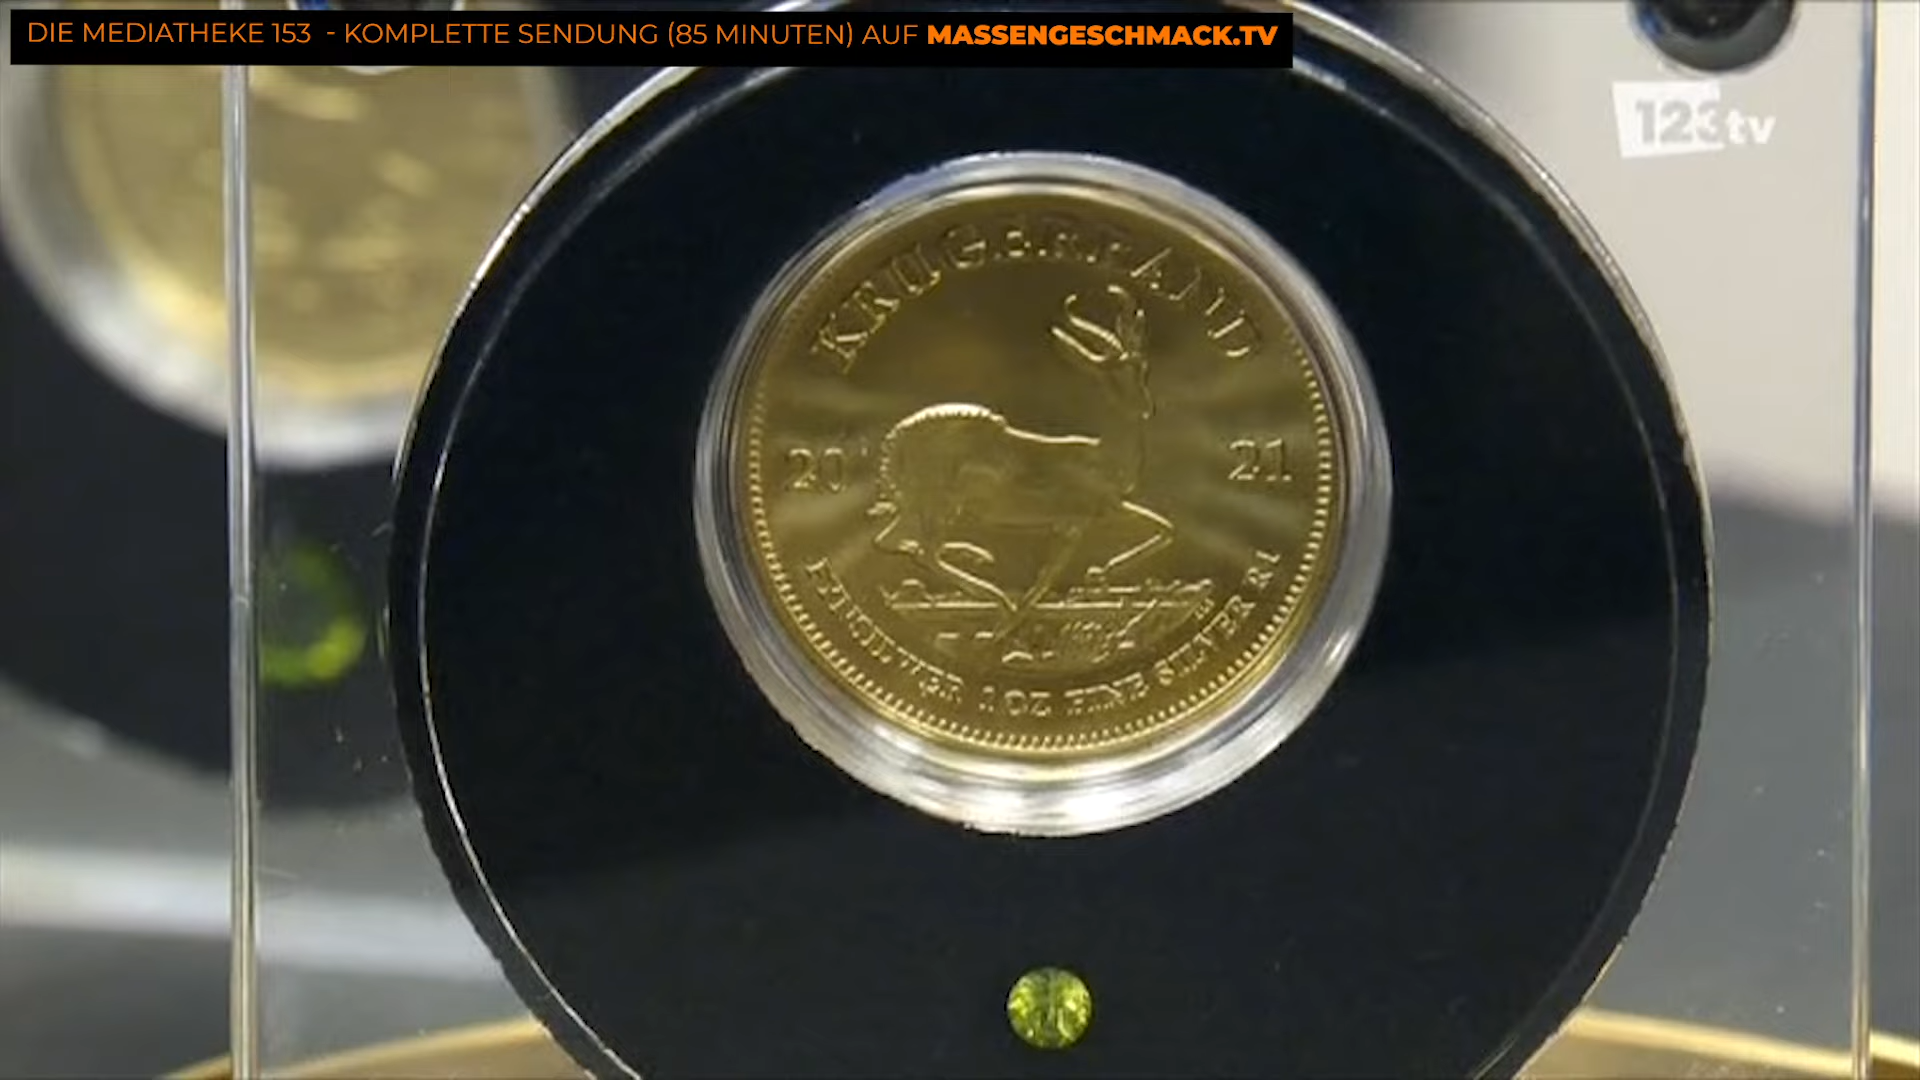 DIE MEDIATHEKE 153 - KOMPLETTE SENDUNG (85 MINUTEN) AUF MASSENGESCHMACK.TV
123tv
KRUGERRAND
20 21
FYNSILWER 1 OZ FINE SILVER R1